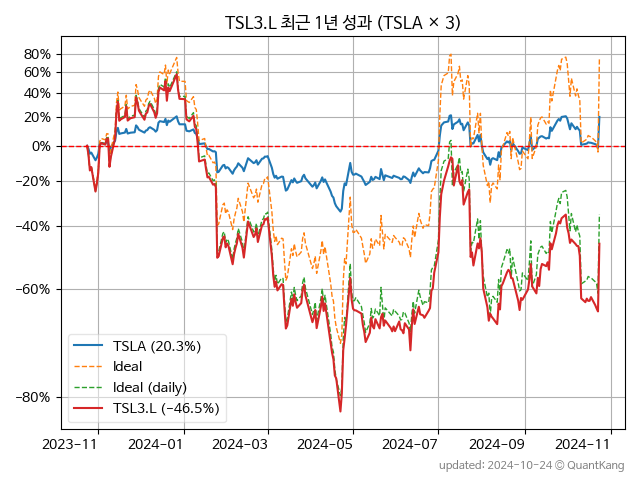 TSL3.L 최근 1년 성과 (TSLA × 3)
80%
60%
40%
20%
0%
−20%
−40%
−60%
−80%
TSLA (20.3%)
Ideal
Ideal (daily)
TSL3.L (−46.5%)
2023-11
2024-01
2024-03
2024-05
2024-07
2024-09
2024-11
updated: 2024-10-24 © QuantKang